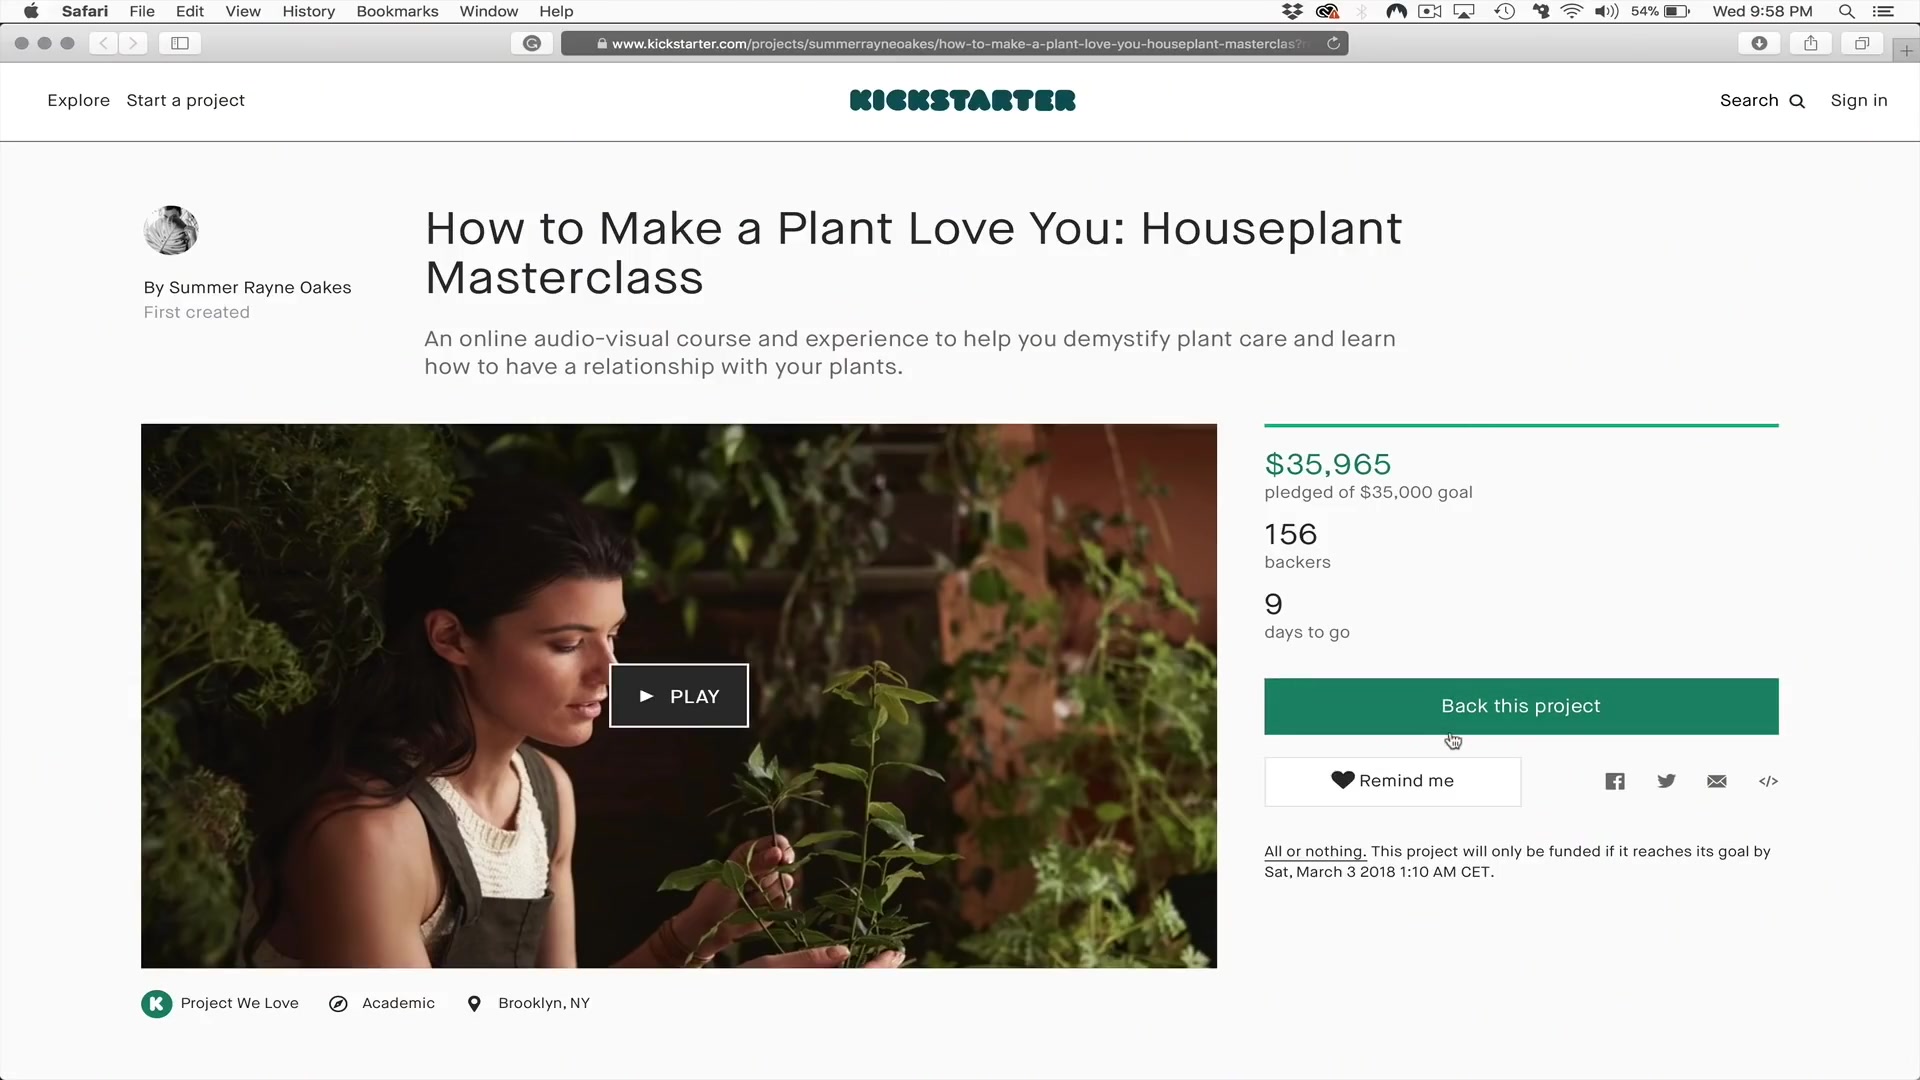 Safari File Edit View History Bookmarks Window Help 54% Wed 9:58 PM
www.kickstarter.com/projects/summerrayneoakes/how-to-make-a-plant-love-you-houseplant-masterclas?
Explore Start a project KICKSTARTER Search Sign in
How to Make a Plant Love You: Houseplant
Masterclass
By Summer Rayne Oakes
First created
An online audio-visual course and experience to help you demystify plant care and learn
how to have a relationship with your plants.
$35,965
pledged of $35,000 goal
156
backers
9
days to go
PLAY
Back this project
Remind me
All or nothing. This project will only be funded if it reaches its goal by
Sat, March 3 2018 1:10 AM CET.
Project We Love Academic Brooklyn, NY